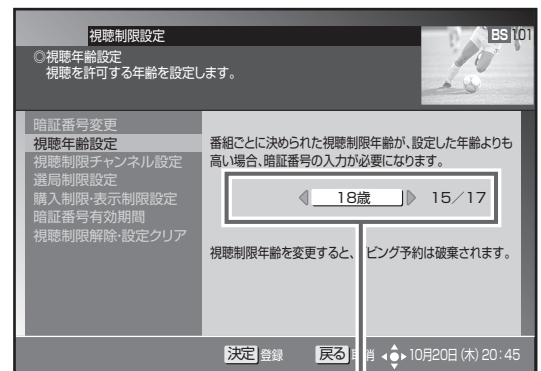 視聴制限設定
BS 101
◎視聴年齢設定
視聴を許可する年齢を設定します。
暗証番号変更
視聴年齢設定
視聴制限チャンネル設定
選局制限設定
購入制限・表示制限設定
暗証番号有効期間
視聴制限解除・設定クリア
番組ごとに決められた視聴制限年齢が、設定した年齢よりも
高い場合、暗証番号の入力が必要になります。
18歳 15/17
視聴制限年齢を変更すると、ビング予約は破棄されます。
決定 登録 戻る 消 10月20日(木)20:45